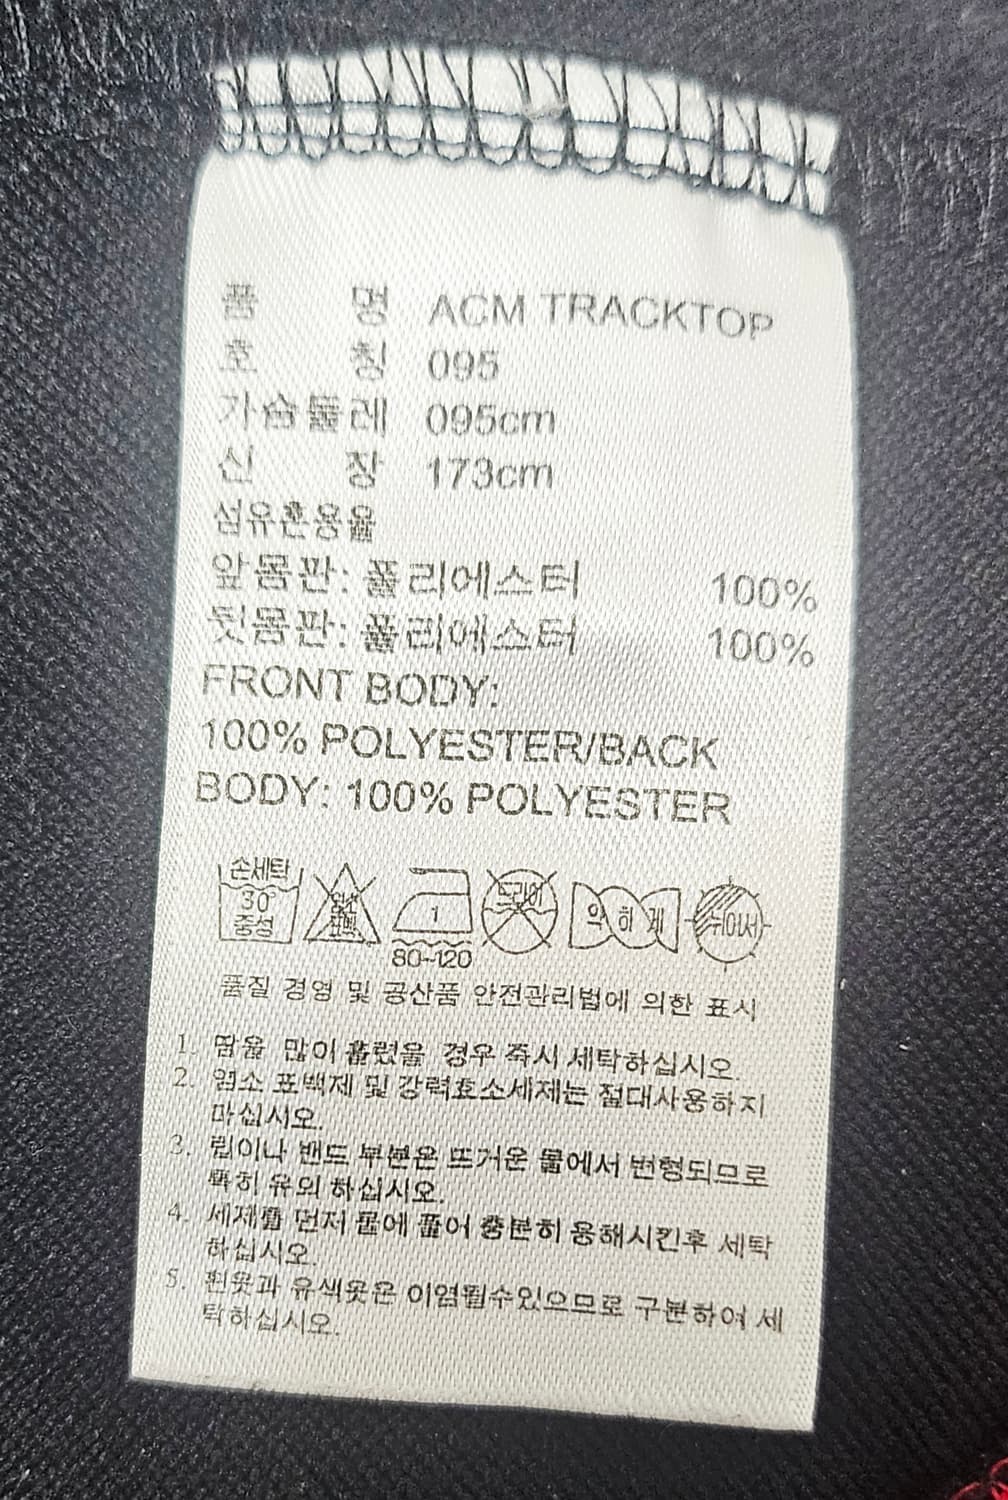 품 명 ACM TRACKTOP
호 칭 095
가슴둘레 095cm
신 장 173cm
섬유혼용율
앞몸판: 폴리에스터 100%
뒷몸판: 폴리에스터 100%
FRONT BODY:
100% POLYESTER/BACK
BODY: 100% POLYESTER
손세탁
30°
중성
염소
표백
1
80~120
드라이
약하게
뉘어서
품질 경영 및 공산품 안전관리법에 의한 표시
1. 땀을 많이 흘렸을 경우 즉시 세탁하십시오.
2. 염소 표백제 및 강력효소세제는 절대사용하지
마십시오.
3. 립이나 밴드 부분은 뜨거운 물에서 변형되므로
특히 유의 하십시오.
4. 세제를 먼저 물에 풀어 충분히 용해시킨후 세탁
하십시오.
5. 흰옷과 유색옷은 이염될수있으므로 구분하여 세
탁하십시오.